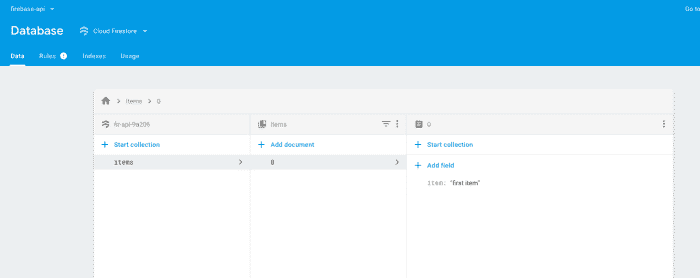 firebase-api
Go to
Database
Cloud Firestore
Data Rules Indexes Usage
items > 0
fir-api-9a206 items 0
+ Start collection + Add document + Start collection
items > 0 > + Add field
item: "first item"